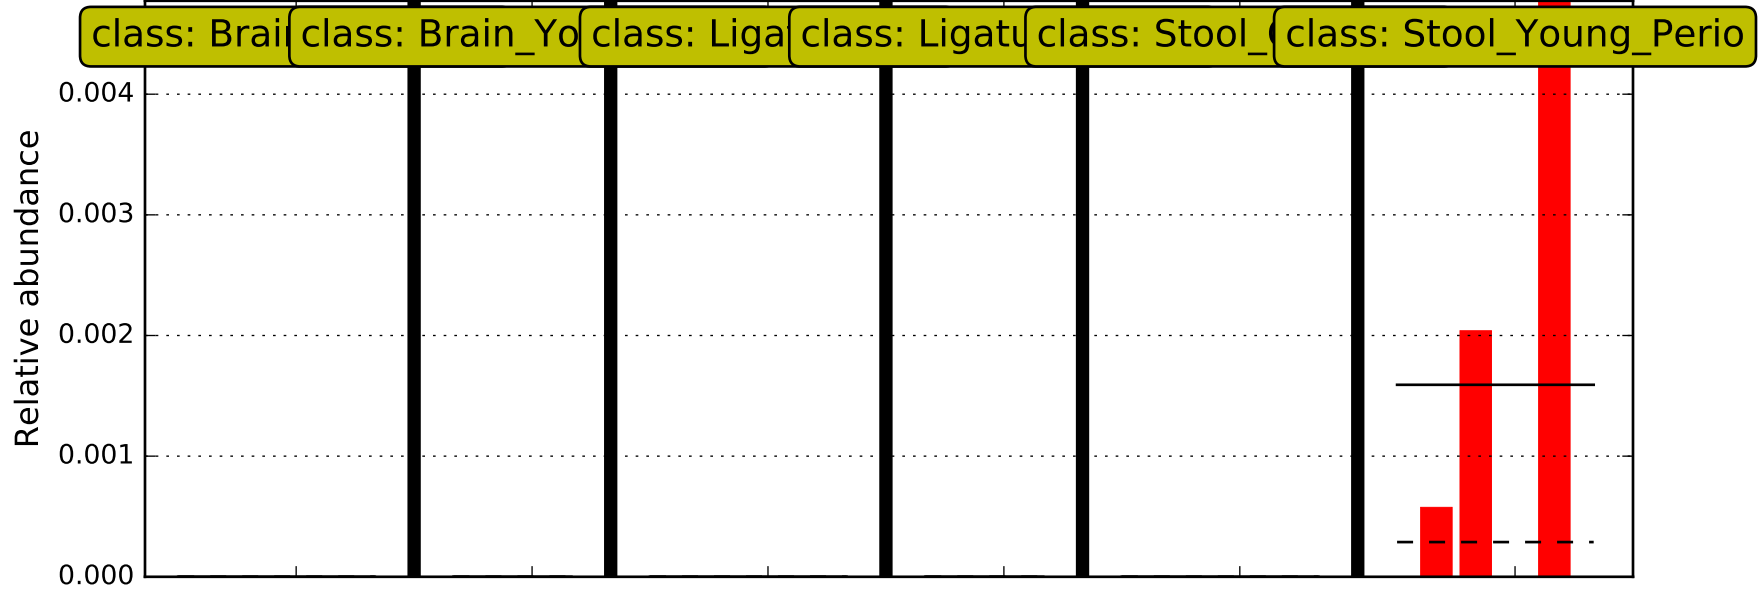 class: Brain
class: Brain_Yo
class: Liga
class: Ligatu
class: Stool_
class: Stool_Young_Perio
0.004
0.003
0.002
0.001
0.000
Relative abundance